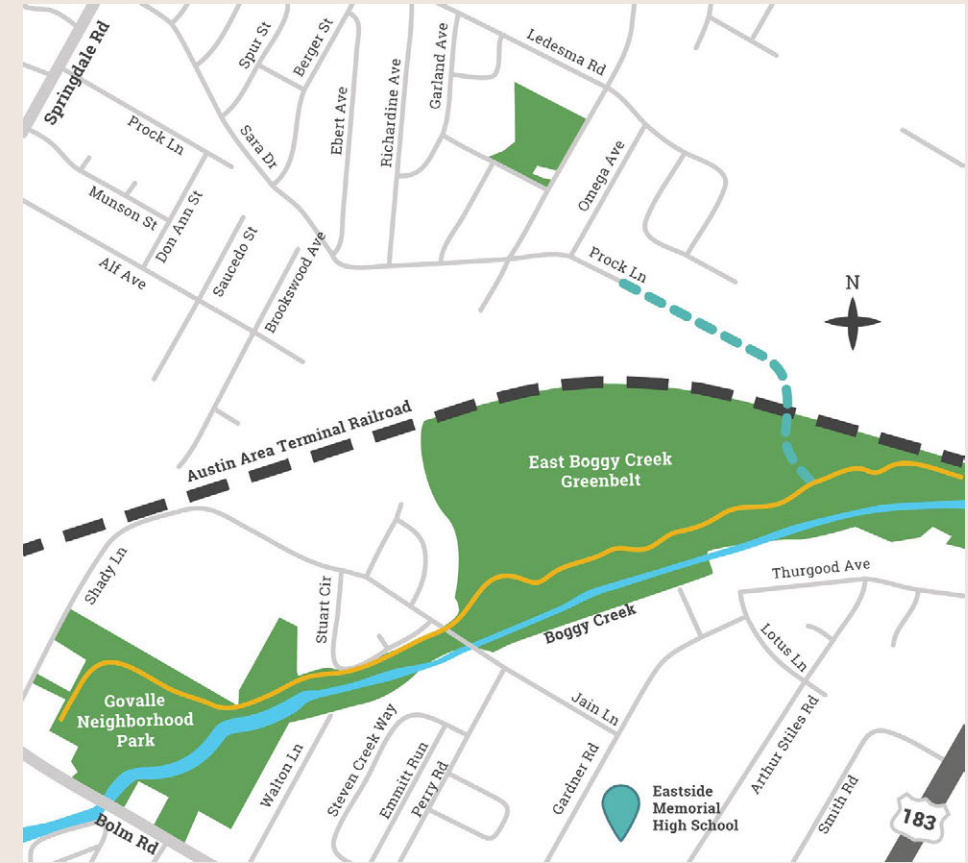 Springdale Rd
Spur St
Berger St
Ebert Ave
Richardine Ave
Garland Ave
Ledesma Rd
Prock Ln
Sara Dr
Omega Ave
Munson St
Don Ann St
Saucedo St
Alf Ave
Brookswood Ave
Prock Ln
N
Austin Area Terminal Railroad
East Boggy Creek
Greenbelt
Shady Ln
Stuart Cir
Thurgood Ave
Boggy Creek
Lotus Ln
Govalle
Neighborhood
Park
Jain Ln
Walton Ln
Steven Creek Way
Emmitt Run
Perry Rd
Gardner Rd
Arthur Stiles Rd
Smith Rd
Eastside
Memorial
High School
183
Bolm Rd